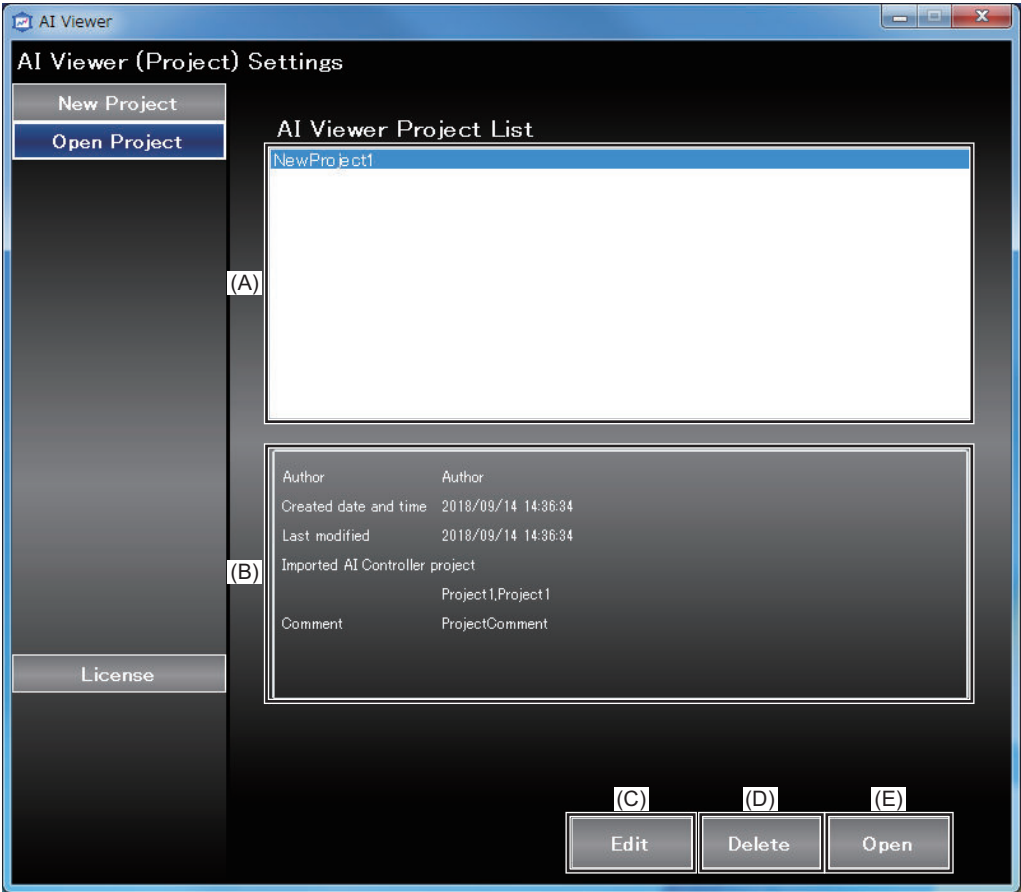 AI Viewer
AI Viewer (Project) Settings
New Project
Open Project
AI Viewer Project List
NewProject1
(A)
Author Author
Created date and time 2018/09/14 14:36:34
Last modified 2018/09/14 14:36:34
(B)
Imported AI Controller project
Project1,Project1
Comment ProjectComment
License
(C) (D) (E)
Edit Delete Open